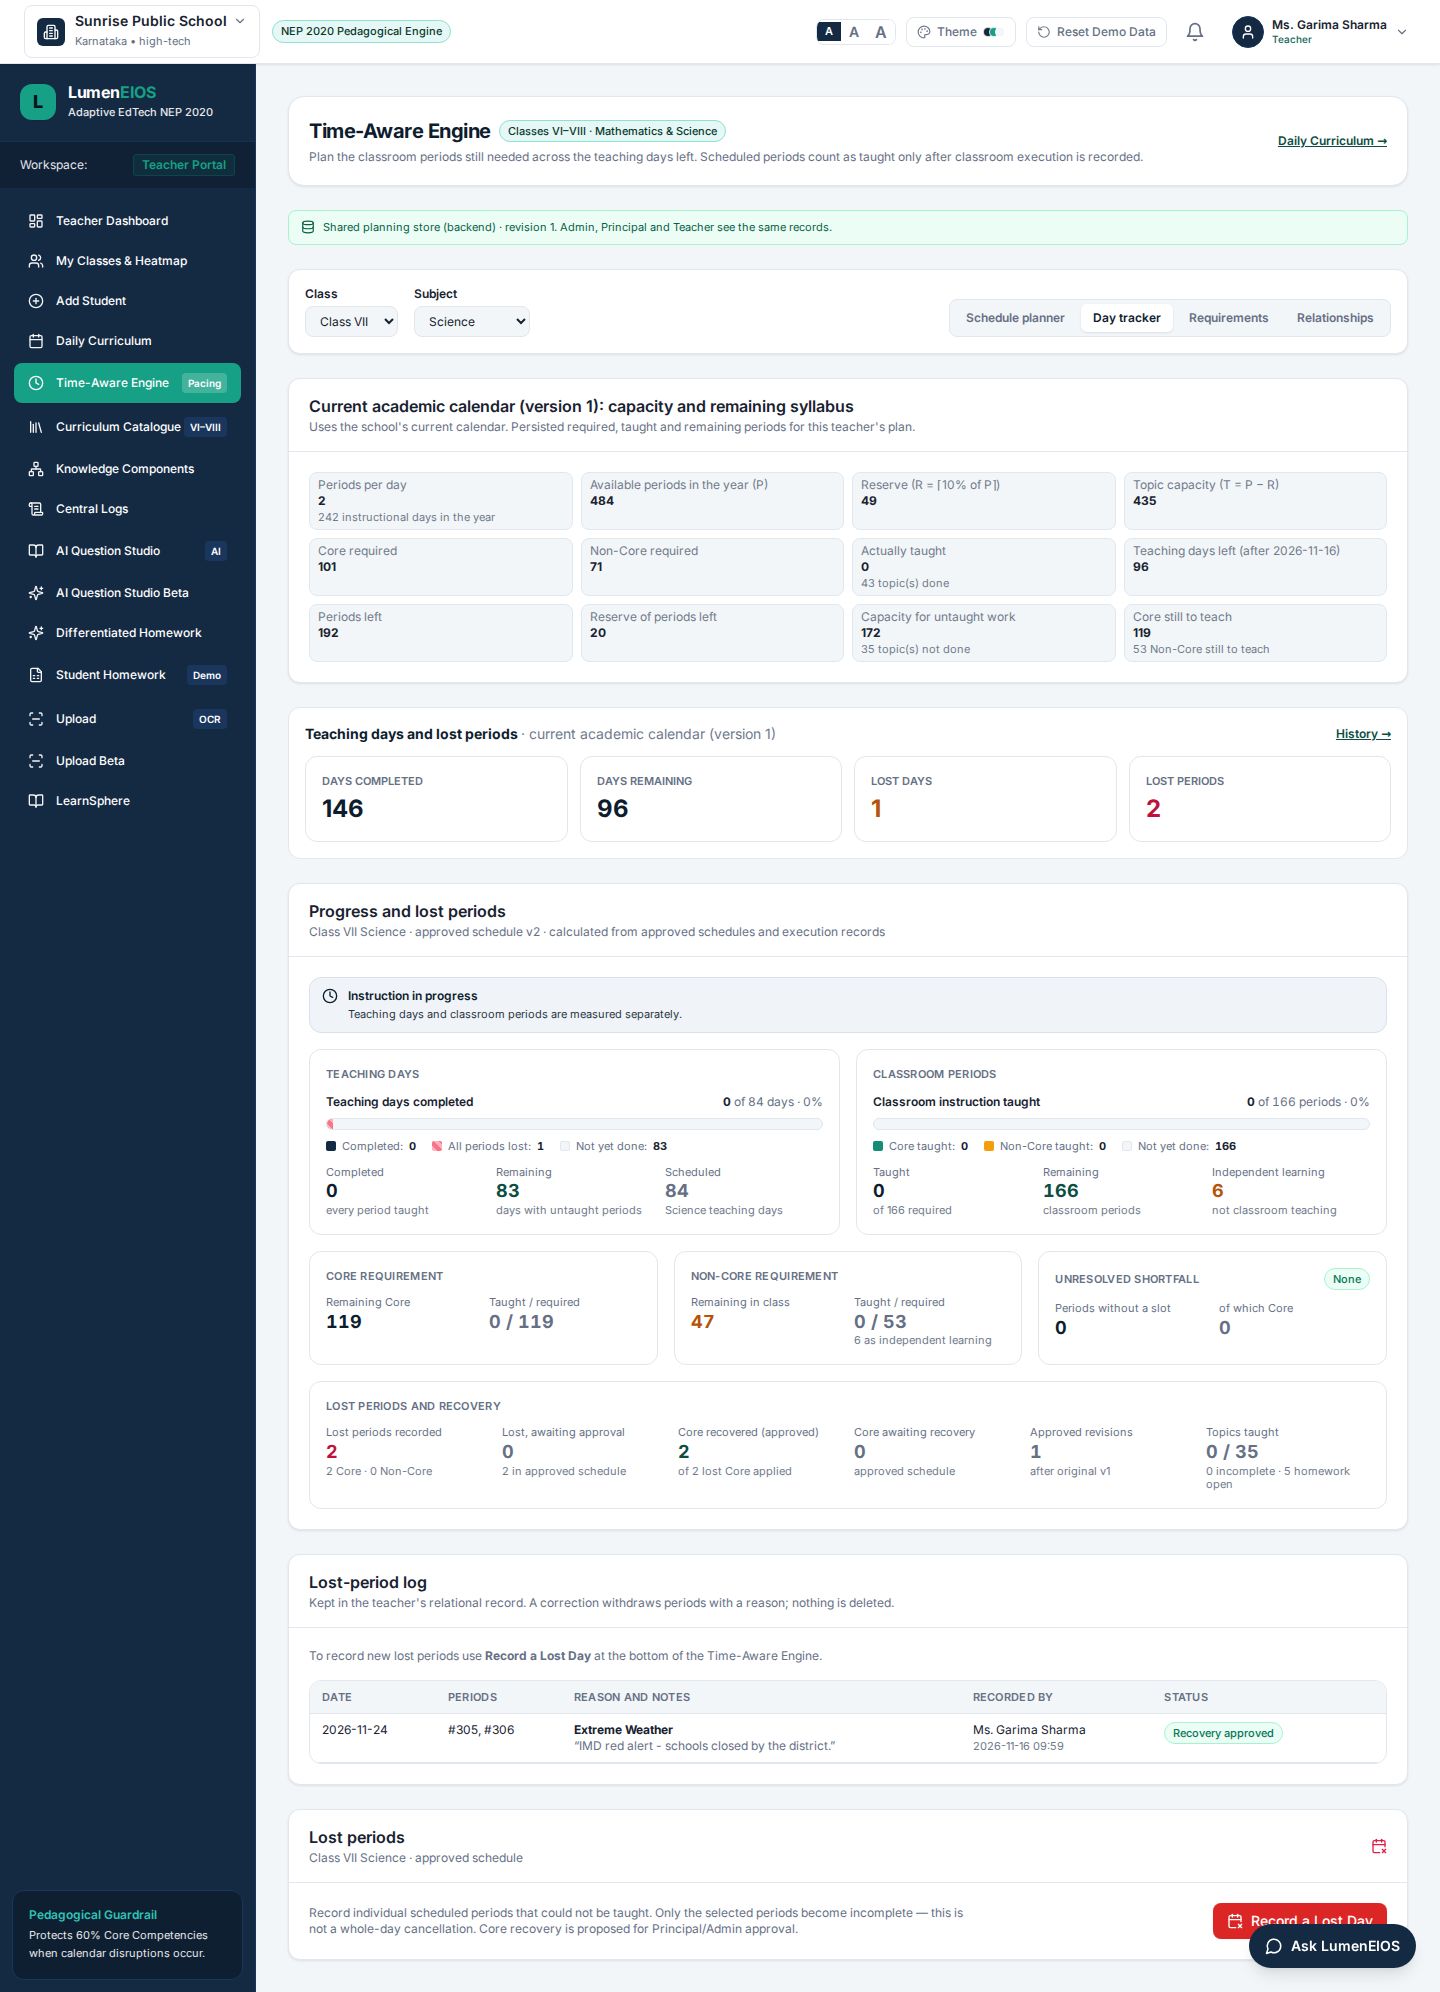 Sunrise Public School
Karnataka • high-tech
NEP 2020 Pedagogical Engine
A A A
Theme
Reset Demo Data
Ms. Garima Sharma
Teacher
L
LumenEIOS
Adaptive EdTech NEP 2020
Workspace:
Teacher Portal
Teacher Dashboard
My Classes & Heatmap
Add Student
Daily Curriculum
Time-Aware Engine Pacing
Curriculum Catalogue VI–VIII
Knowledge Components
Central Logs
AI Question Studio AI
AI Question Studio Beta
Differentiated Homework
Student Homework Demo
Upload OCR
Upload Beta
LearnSphere
Pedagogical Guardrail
Protects 60% Core Competencies
when calendar disruptions occur.
Time-Aware Engine Classes VI–VIII · Mathematics & Science
Plan the classroom periods still needed across the teaching days left. Scheduled periods count as taught only after classroom execution is recorded.
Daily Curriculum →
Shared planning store (backend) · revision 1. Admin, Principal and Teacher see the same records.
Class Subject
Class VII Science
Schedule planner Day tracker Requirements Relationships
Current academic calendar (version 1): capacity and remaining syllabus
Uses the school's current calendar. Persisted required, taught and remaining periods for this teacher's plan.
Periods per day
2
242 instructional days in the year
Available periods in the year (P)
484
Reserve (R = ⌈10% of P⌉)
49
Topic capacity (T = P − R)
435
Core required
101
Non-Core required
71
Actually taught
0
43 topic(s) done
Teaching days left (after 2026-11-16)
96
Periods left
192
Reserve of periods left
20
Capacity for untaught work
172
35 topic(s) not done
Core still to teach
119
53 Non-Core still to teach
Teaching days and lost periods · current academic calendar (version 1)
History →
DAYS COMPLETED
146
DAYS REMAINING
96
LOST DAYS
1
LOST PERIODS
2
Progress and lost periods
Class VII Science · approved schedule v2 · calculated from approved schedules and execution records
Instruction in progress
Teaching days and classroom periods are measured separately.
TEACHING DAYS
Teaching days completed 0 of 84 days · 0%
Completed: 0 All periods lost: 1 Not yet done: 83
Completed
0
every period taught
Remaining
83
days with untaught periods
Scheduled
84
Science teaching days
CLASSROOM PERIODS
Classroom instruction taught 0 of 166 periods · 0%
Core taught: 0 Non-Core taught: 0 Not yet done: 166
Taught
0
of 166 required
Remaining
166
classroom periods
Independent learning
6
not classroom teaching
CORE REQUIREMENT
Remaining Core
119
Taught / required
0 / 119
NON-CORE REQUIREMENT
Remaining in class
47
Taught / required
0 / 53
6 as independent learning
UNRESOLVED SHORTFALL None
Periods without a slot
0
of which Core
0
LOST PERIODS AND RECOVERY
Lost periods recorded
2
2 Core · 0 Non-Core
Lost, awaiting approval
0
2 in approved schedule
Core recovered (approved)
2
of 2 lost Core applied
Core awaiting recovery
0
approved schedule
Approved revisions
1
after original v1
Topics taught
0 / 35
0 incomplete · 5 homework
open
Lost-period log
Kept in the teacher's relational record. A correction withdraws periods with a reason; nothing is deleted.
To record new lost periods use Record a Lost Day at the bottom of the Time-Aware Engine.
DATE PERIODS REASON AND NOTES RECORDED BY STATUS
2026-11-24 #305, #306 Extreme Weather Ms. Garima Sharma Recovery approved
“IMD red alert - schools closed by the district.” 2026-11-16 09:59
Lost periods
Class VII Science · approved schedule
Record individual scheduled periods that could not be taught. Only the selected periods become incomplete — this is
not a whole-day cancellation. Core recovery is proposed for Principal/Admin approval.
Record a Lost Day
Ask LumenEIOS